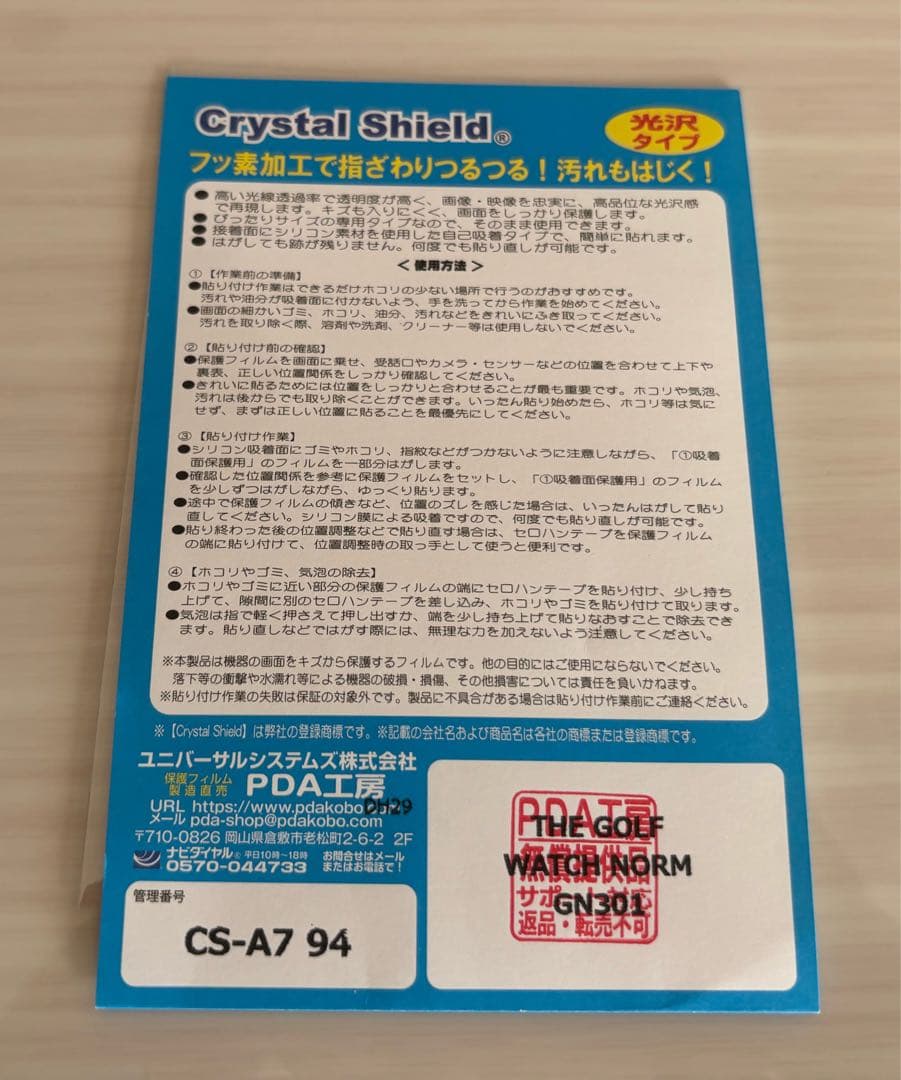 Crystal Shield®
光沢
タイプ
フッ素加工で指ざわりつるつる！汚れもはじく！
●高い光線透過率で透明度が高く、画像・映像を忠実に、高品位な光沢感
で再現します。キズも入りにくく、画面をしっかり保護します。
●ぴったりサイズの専用タイプなので、そのまま使用できます。
●接着面にシリコン素材を使用した自己吸着タイプで、簡単に貼れます。
●はがしても跡が残りません。何度でも貼り直しが可能です。
＜使用方法＞
①【作業前の準備】
●貼り付け作業はできるだけホコリの少ない場所で行うのがおすすめです。
汚れや油分が吸着面に付かないよう、手を洗ってから作業を始めてください。
●画面の細かいゴミ、ホコリ、油分、汚れなどをきれいにふき取ってください。
汚れを取り除く際、溶剤や洗剤、クリーナー等は使用しないでください。
②【貼り付け前の確認】
●保護フィルムを画面に乗せ、受話口やカメラ・センサーなどの位置を合わせて上下や
裏表、正しい位置関係をしっかり確認してください。
●きれいに貼るためには位置をしっかりと合わせることが最も重要です。ホコリや気泡、
汚れは後からでも取り除くことができます。いったん貼り始めたら、ホコリ等は気に
せず、まずは正しい位置に貼ることを最優先にしてください。
③【貼り付け作業】
●シリコン吸着面にゴミやホコリ、指紋などがつかないように注意しながら、「①吸着
面保護用」のフィルムを一部分はがします。
●確認した位置関係を参考に保護フィルムをセットし、「①吸着面保護用」のフィルム
を少しずつはがしながら、ゆっくり貼ります。
●途中で保護フィルムの傾きなど、位置のズレを感じた場合は、いったんはがして貼り
直してください。シリコン膜による吸着ですので、何度でも貼り直しが可能です。
●貼り終わった後の位置調整などで貼り直す場合は、セロハンテープを保護フィルム
の端に貼り付けて、位置調整時の取っ手として使うと便利です。
④【ホコリやゴミ、気泡の除去】
●ホコリやゴミに近い部分の保護フィルムの端にセロハンテープを貼り付け、少し持ち
上げて、隙間に別のセロハンテープを差し込み、ホコリやゴミを貼り付けて取ります。
●気泡は指で軽く押さえて押し出すか、端を少し持ち上げて貼りなおすことで除去でき
ます。貼り直しなどではがす際には、無理な力を加えないよう注意してください。
※本製品は機器の画面をキズから保護するフィルムです。他の目的にはご使用にならないでください。
落下等の衝撃や水濡れ等による機器の破損・損傷、その他損害については責任を負いかねます。
※貼り付け作業の失敗は保証の対象外です。製品に不具合がある場合は貼り付け作業前にご連絡ください。
※【Crystal Shield】は弊社の登録商標です。※記載の会社名および商品名は各社の商標または登録商標です。
ユニバーサルシステムズ株式会社
保護フィルム
製造直売
PDA工房
URL https://www.pdakobo
DH29
メール pda-shop@pdakobo.com
〒710-0826 岡山県倉敷市老松町2-6-2 2F
ナビダイヤル® 平日10時～18時
0570-044733
お問合せはメール
またはお電話で！
管理番号
CS-A7 94
PDA工房
THE GOLF
無償提供品
WATCH NORM
GN301
返品・転売不可